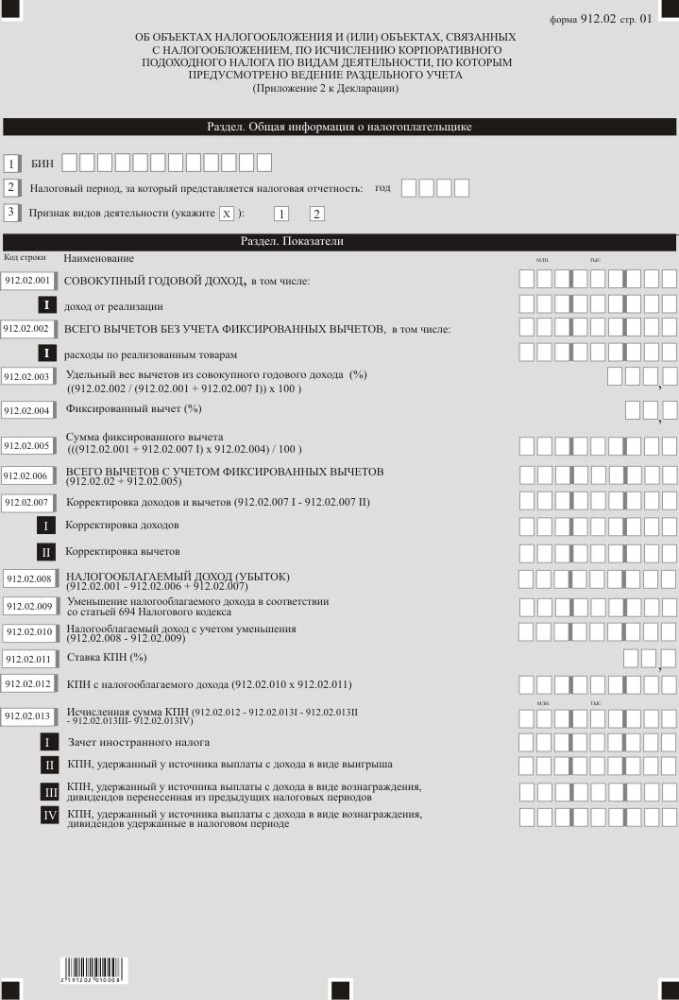 форма 912.02 стр. 01
ОБ ОБЪЕКТАХ НАЛОГООБЛОЖЕНИЯ И (ИЛИ) ОБЪЕКТАХ, СВЯЗАННЫХ
С НАЛОГООБЛОЖЕНИЕМ, ПО ИСЧИСЛЕНИЮ КОРПОРАТИВНОГО
ПОДОХОДНОГО НАЛОГА ПО ВИДАМ ДЕЯТЕЛЬНОСТИ, ПО КОТОРЫМ
ПРЕДУСМОТРЕНО ВЕДЕНИЕ РАЗДЕЛЬНОГО УЧЕТА
(Приложение 2 к Декларации)
Раздел. Общая информация о налогоплательщике
1 БИН
2 Налоговый период, за который представляется налоговая отчетность: год
3 Признак видов деятельности (укажите X ): 1 2
Раздел. Показатели
Код строки Наименование млн. тыс.
912.02.001 СОВОКУПНЫЙ ГОДОВОЙ ДОХОД, в том числе:
I доход от реализации
912.02.002 ВСЕГО ВЫЧЕТОВ БЕЗ УЧЕТА ФИКСИРОВАННЫХ ВЫЧЕТОВ, в том числе:
I расходы по реализованным товарам
912.02.003 Удельный вес вычетов из совокупного годового дохода (%)
((912.02.002 / (912.02.001 + 912.02.007 I)) x 100 ) ,
912.02.004 Фиксированный вычет (%) ,
912.02.005 Сумма фиксированного вычета
(((912.02.001 + 912.02.007 I) x 912.02.004) / 100 )
912.02.006 ВСЕГО ВЫЧЕТОВ С УЧЕТОМ ФИКСИРОВАННЫХ ВЫЧЕТОВ
(912.02.02 + 912.02.005)
912.02.007 Корректировка доходов и вычетов (912.02.007 I - 912.02.007 II)
I Корректировка доходов
II Корректировка вычетов
912.02.008 НАЛОГООБЛАГАЕМЫЙ ДОХОД (УБЫТОК)
(912.02.001 - 912.02.006 + 912.02.007)
912.02.009 Уменьшение налогооблагаемого дохода в соответствии
со статьей 694 Налогового кодекса
912.02.010 Налогооблагаемый доход с учетом уменьшения
(912.02.008 - 912.02.009)
912.02.011 Ставка КПН (%) ,
912.02.012 КПН с налогооблагаемого дохода (912.02.010 x 912.02.011)
млн. тыс.
912.02.013 Исчисленная сумма КПН (912.02.012 - 912.02.013I - 912.02.013II
- 912.02.013III- 912.02.013IV)
I Зачет иностранного налога
II КПН, удержанный у источника выплаты с дохода в виде выигрыша
III КПН, удержанный у источника выплаты с дохода в виде вознаграждения,
дивидендов перенесенная из предыдущих налоговых периодов
IV КПН, удержанный у источника выплаты с дохода в виде вознаграждения,
дивидендов удержанные в налоговом периоде
2 191202 010008